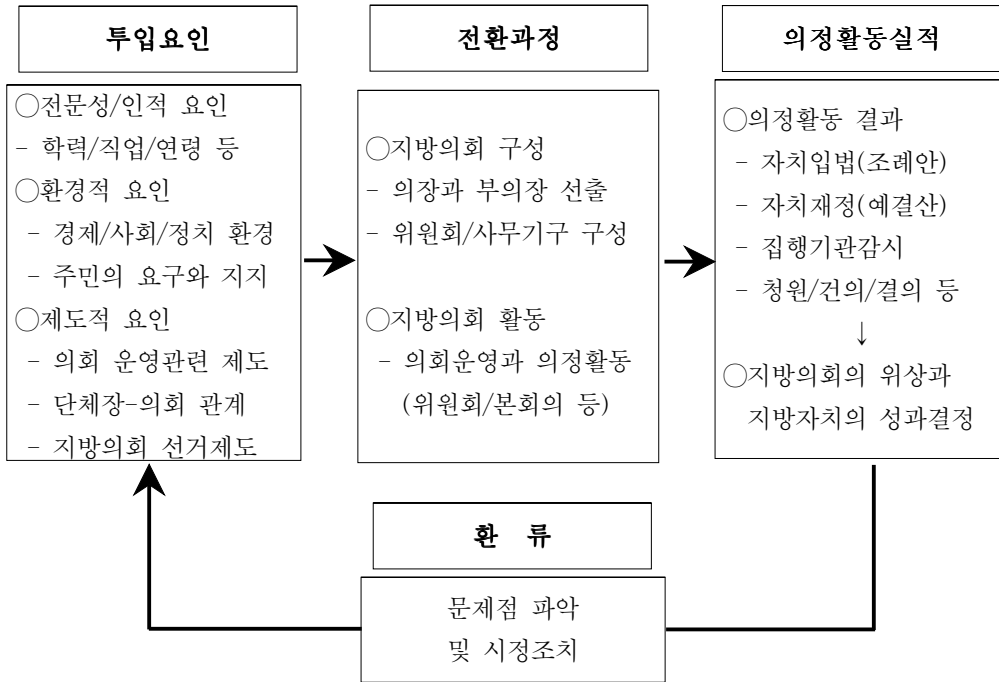 투입요인
○전문성/인적 요인
- 학력/직업/연령 등
○환경적 요인
- 경제/사회/정치 환경
- 주민의 요구와 지지
○제도적 요인
- 의회 운영관련 제도
- 단체장-의회 관계
- 지방의회 선거제도
전환과정
○지방의회 구성
- 의장과 부의장 선출
- 위원회/사무기구 구성
○지방의회 활동
- 의회운영과 의정활동
(위원회/본회의 등)
의정활동실적
○의정활동 결과
- 자치입법(조례안)
- 자치재정(예결산)
- 집행기관감시
- 청원/건의/결의 등
↓
○지방의회의 위상과
지방자치의 성과결정
환 류
문제점 파악
및 시정조치